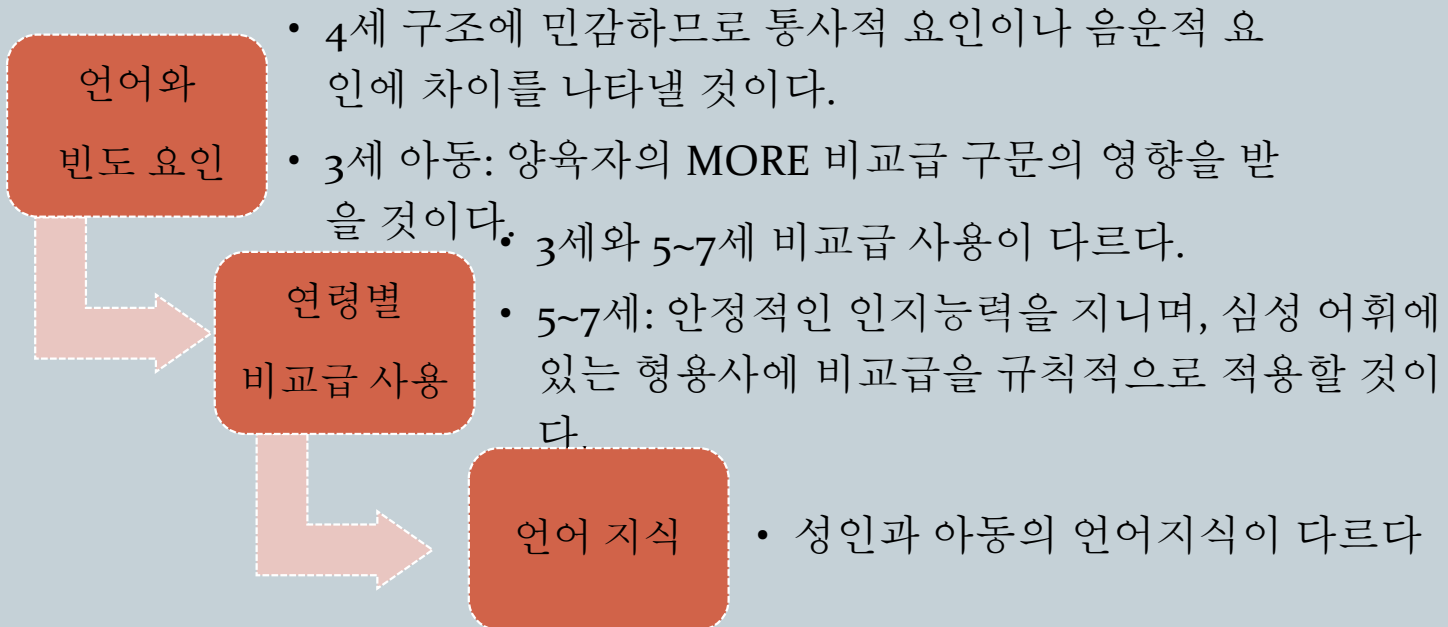 언어와
빈도 요인
• 4세 구조에 민감하므로 통사적 요인이나 음운적 요
인에 차이를 나타낼 것이다.
• 3세 아동: 양육자의 MORE 비교급 구문의 영향을 받
을 것이다.
연령별
비교급 사용
• 3세와 5~7세 비교급 사용이 다르다.
• 5~7세: 안정적인 인지능력을 지니며, 심성 어휘에
있는 형용사에 비교급을 규칙적으로 적용할 것이
다.
언어 지식
• 성인과 아동의 언어지식이 다르다